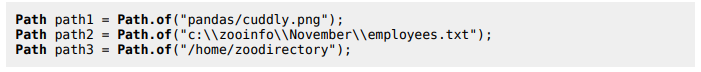 Path path1 = Path.of("pandas/cuddly.png");
Path path2 = Path.of("c:\\zooinfo\\November\\employees.txt");
Path path3 = Path.of("/home/zoodirectory");